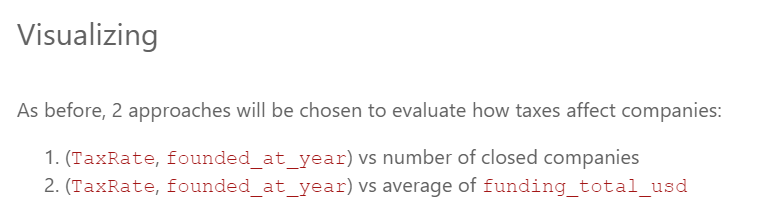 Visualizing
As before, 2 approaches will be chosen to evaluate how taxes affect companies:
1. (TaxRate, founded_at_year) vs number of closed companies
2. (TaxRate, founded_at_year) vs average of funding_total_usd